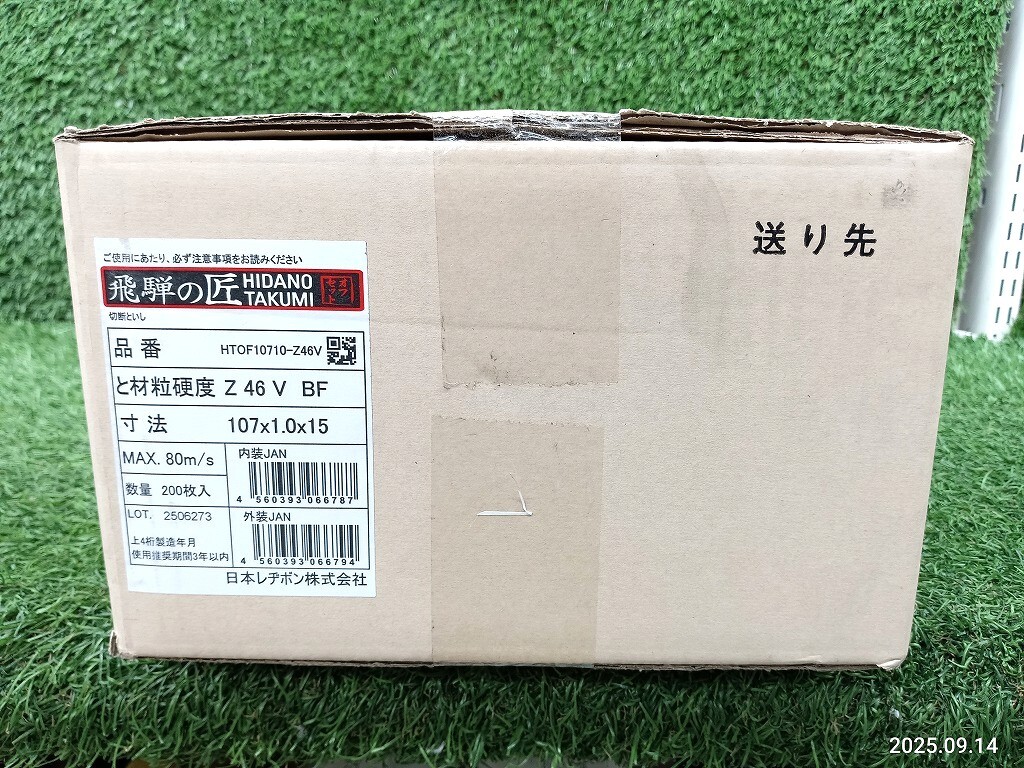 送り先
ご使用にあたり、必ず注意事項をお読みください
飛騨の匠 HIDANO TAKUMI オフセット
切断といし
品番 HTOF10710-Z46V
と材粒硬度 Z 46 V BF
寸法 107x1.0x15
MAX. 80m/s
数量 200枚入
LOT. 2506273
上4桁製造年月
使用推奨期間3年以内
内装JAN
4 560393 066787
外装JAN
4 560393 066794
日本レヂボン株式会社
2025.09.14